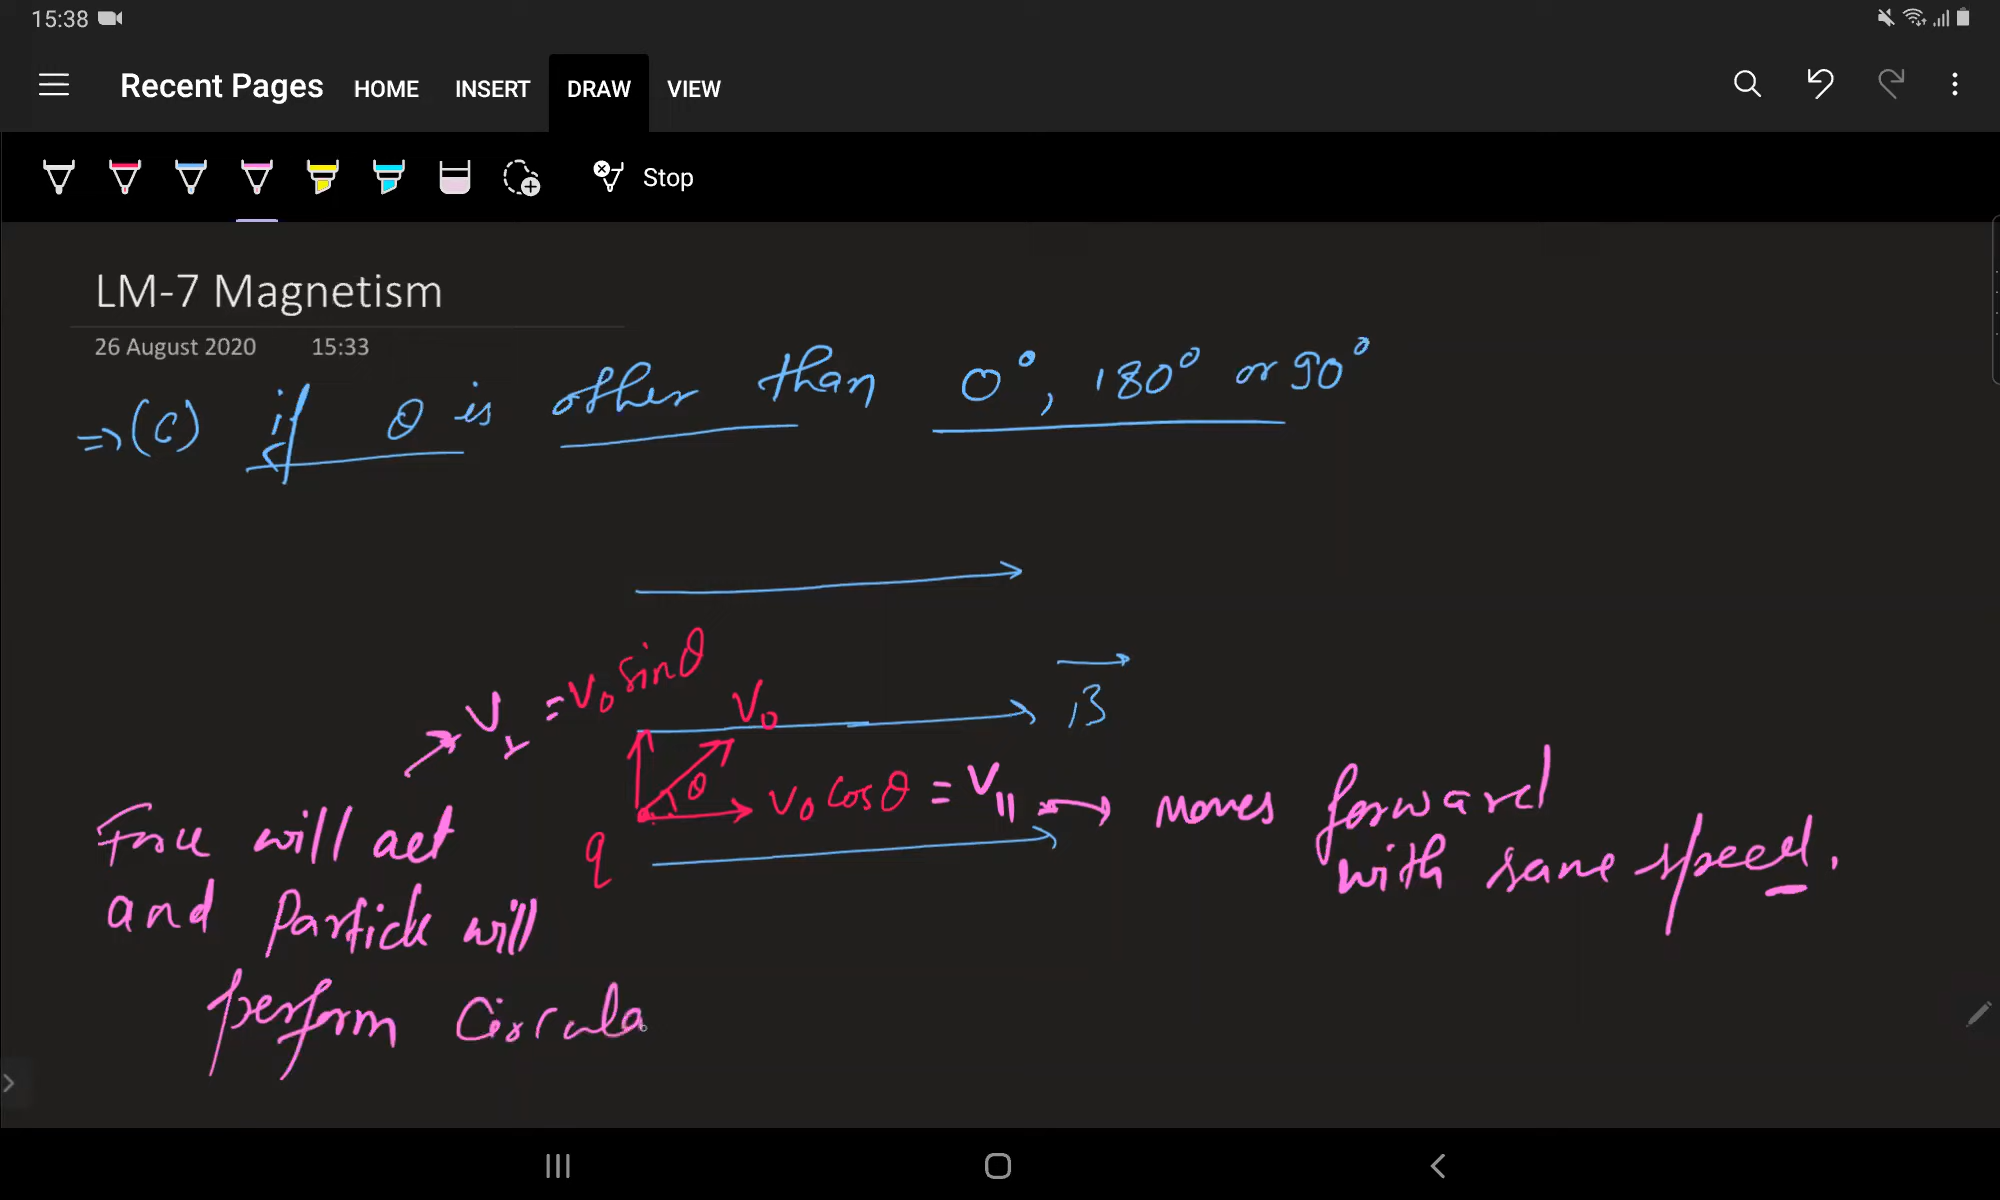 15:38
Recent Pages HOME INSERT DRAW VIEW
Stop
LM-7 Magnetism
26 August 2020 15:33
⇒ (C) if θ is other than 0°, 180° or 90°
V⊥ = V₀ sinθ
V₀
B
θ
V₀ cosθ = V∥ → Moves forward
with same speed.
q
Force will act
and Particle will
perform Circula